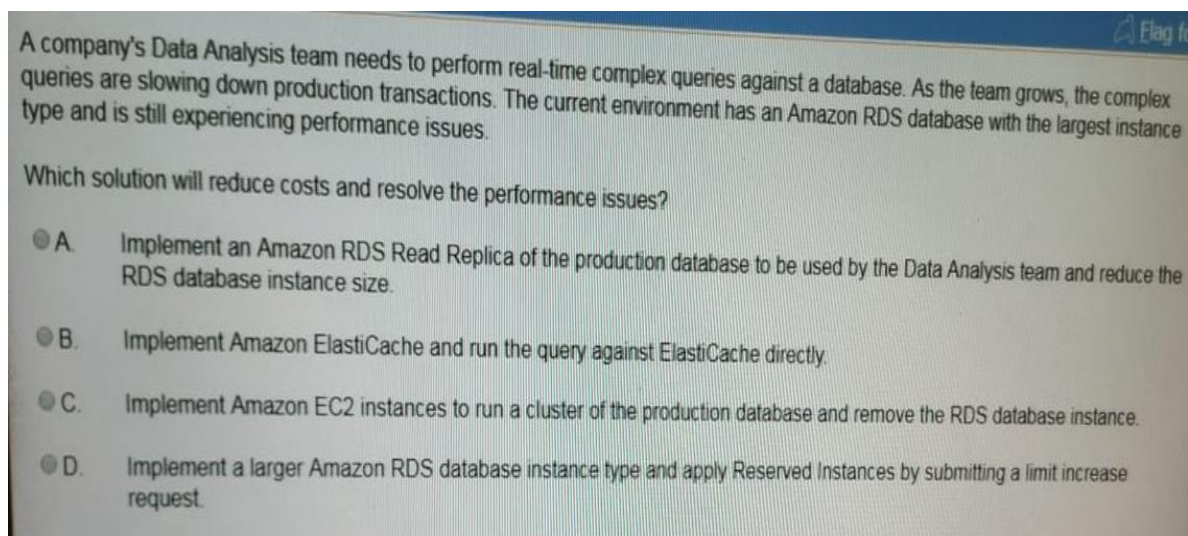 Flag
A company's Data Analysis team needs to perform real-time complex queries against a database. As the team grows, the complex
queries are slowing down production transactions. The current environment has an Amazon RDS database with the largest instance
type and is still experiencing performance issues.
Which solution will reduce costs and resolve the performance issues?
A. Implement an Amazon RDS Read Replica of the production database to be used by the Data Analysis team and reduce the
RDS database instance size.
B. Implement Amazon ElastiCache and run the query against ElastiCache directly.
C. Implement Amazon EC2 instances to run a cluster of the production database and remove the RDS database instance.
D. Implement a larger Amazon RDS database instance type and apply Reserved Instances by submitting a limit increase
request.